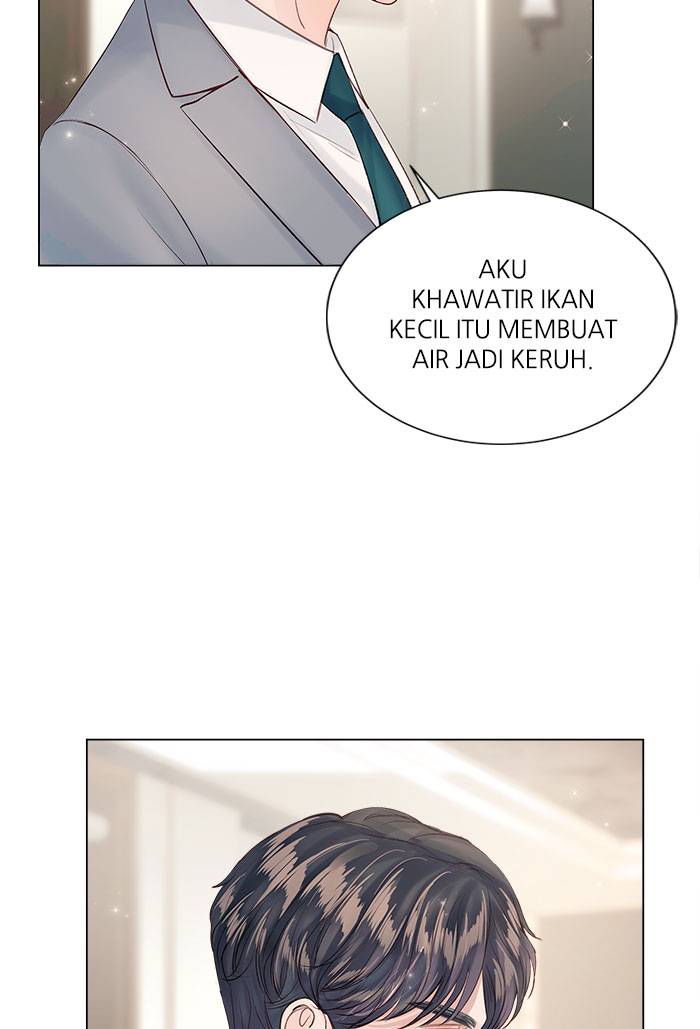 AKU
KHAWATIR IKAN
KECIL ITU MEMBUAT
AIR JADI KERUH.